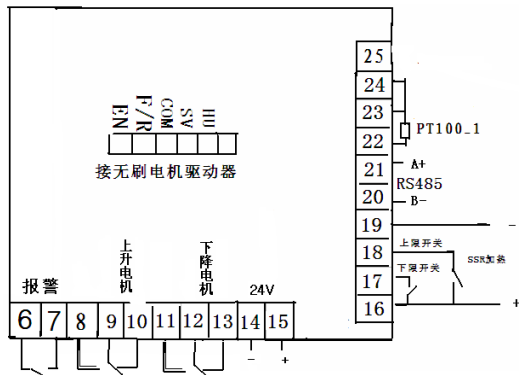 25
24
23
22
21
20
19
18
17
16
PT100_1
A+
RS485
B-
-
上限开关
SSR加热
下限开关
+
EN
F/R
COM
SV
HU
接无刷电机驱动器
上升电机
下降电机
报警
24V
6 7 8 9 10 11 12 13 14 15
- +